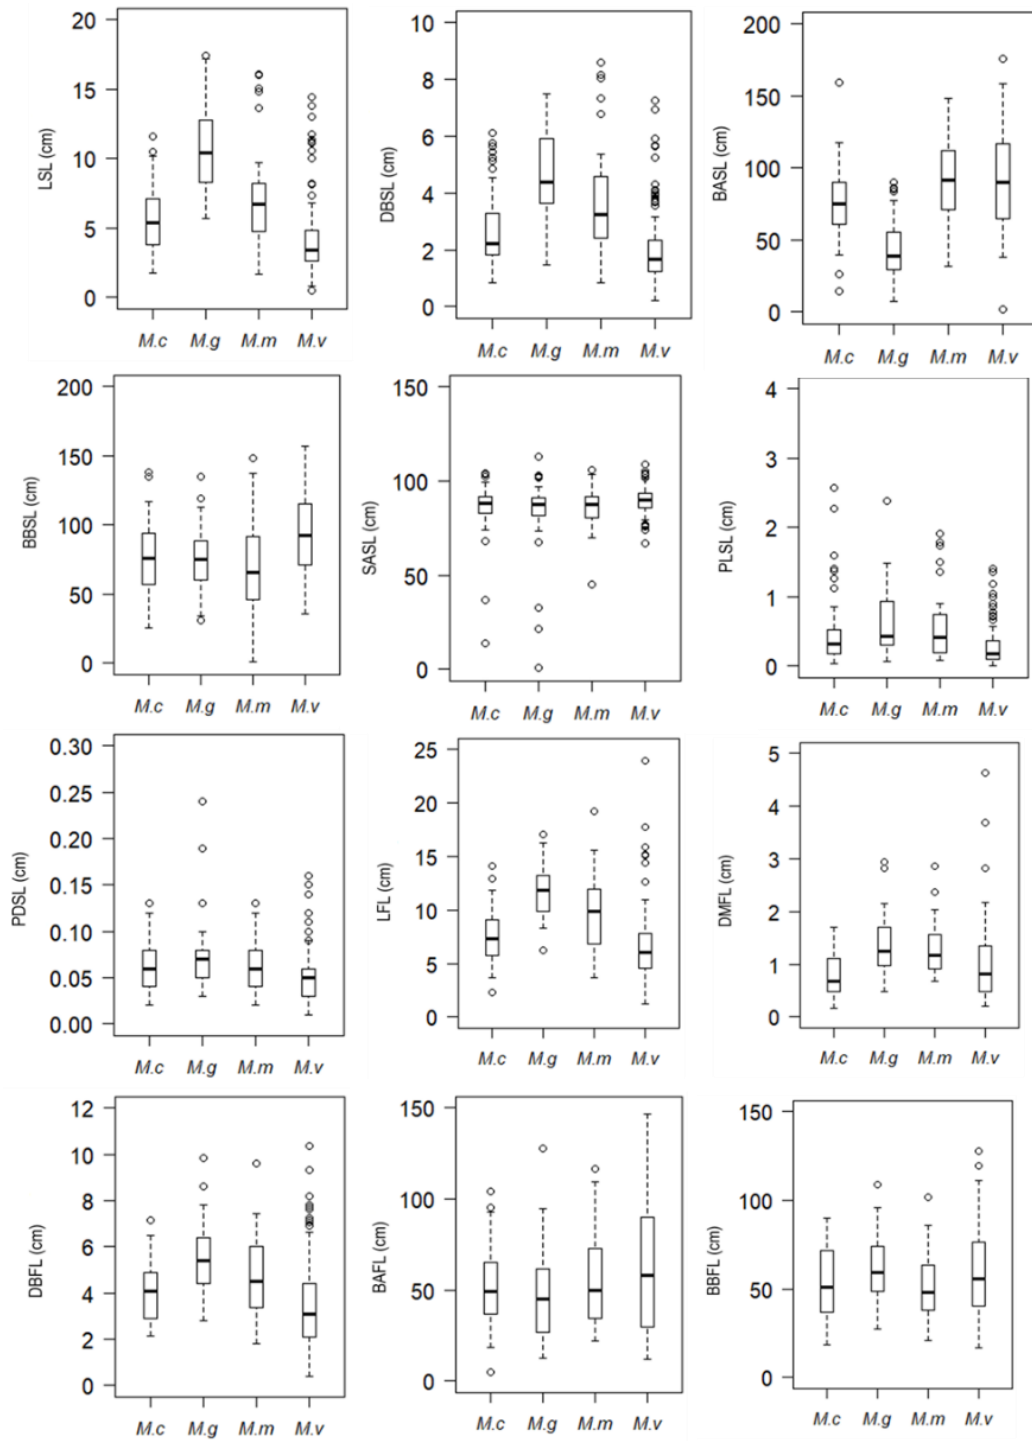 LSL (cm)
20
15
10
5
0
M.c M.g M.m M.v
DBSL (cm)
10
8
6
4
2
0
M.c M.g M.m M.v
BASL (cm)
200
150
100
50
0
M.c M.g M.m M.v
BBSL (cm)
200
150
100
50
0
M.c M.g M.m M.v
SASL (cm)
150
100
50
0
M.c M.g M.m M.v
PLSL (cm)
4
3
2
1
0
M.c M.g M.m M.v
PDSL (cm)
0.30
0.25
0.20
0.15
0.10
0.05
0.00
M.c M.g M.m M.v
LFL (cm)
25
20
15
10
5
0
M.c M.g M.m M.v
DMFL (cm)
5
4
3
2
1
0
M.c M.g M.m M.v
DBFL (cm)
12
10
8
6
4
2
0
M.c M.g M.m M.v
BAFL (cm)
150
100
50
0
M.c M.g M.m M.v
BBFL (cm)
150
100
50
0
M.c M.g M.m M.v